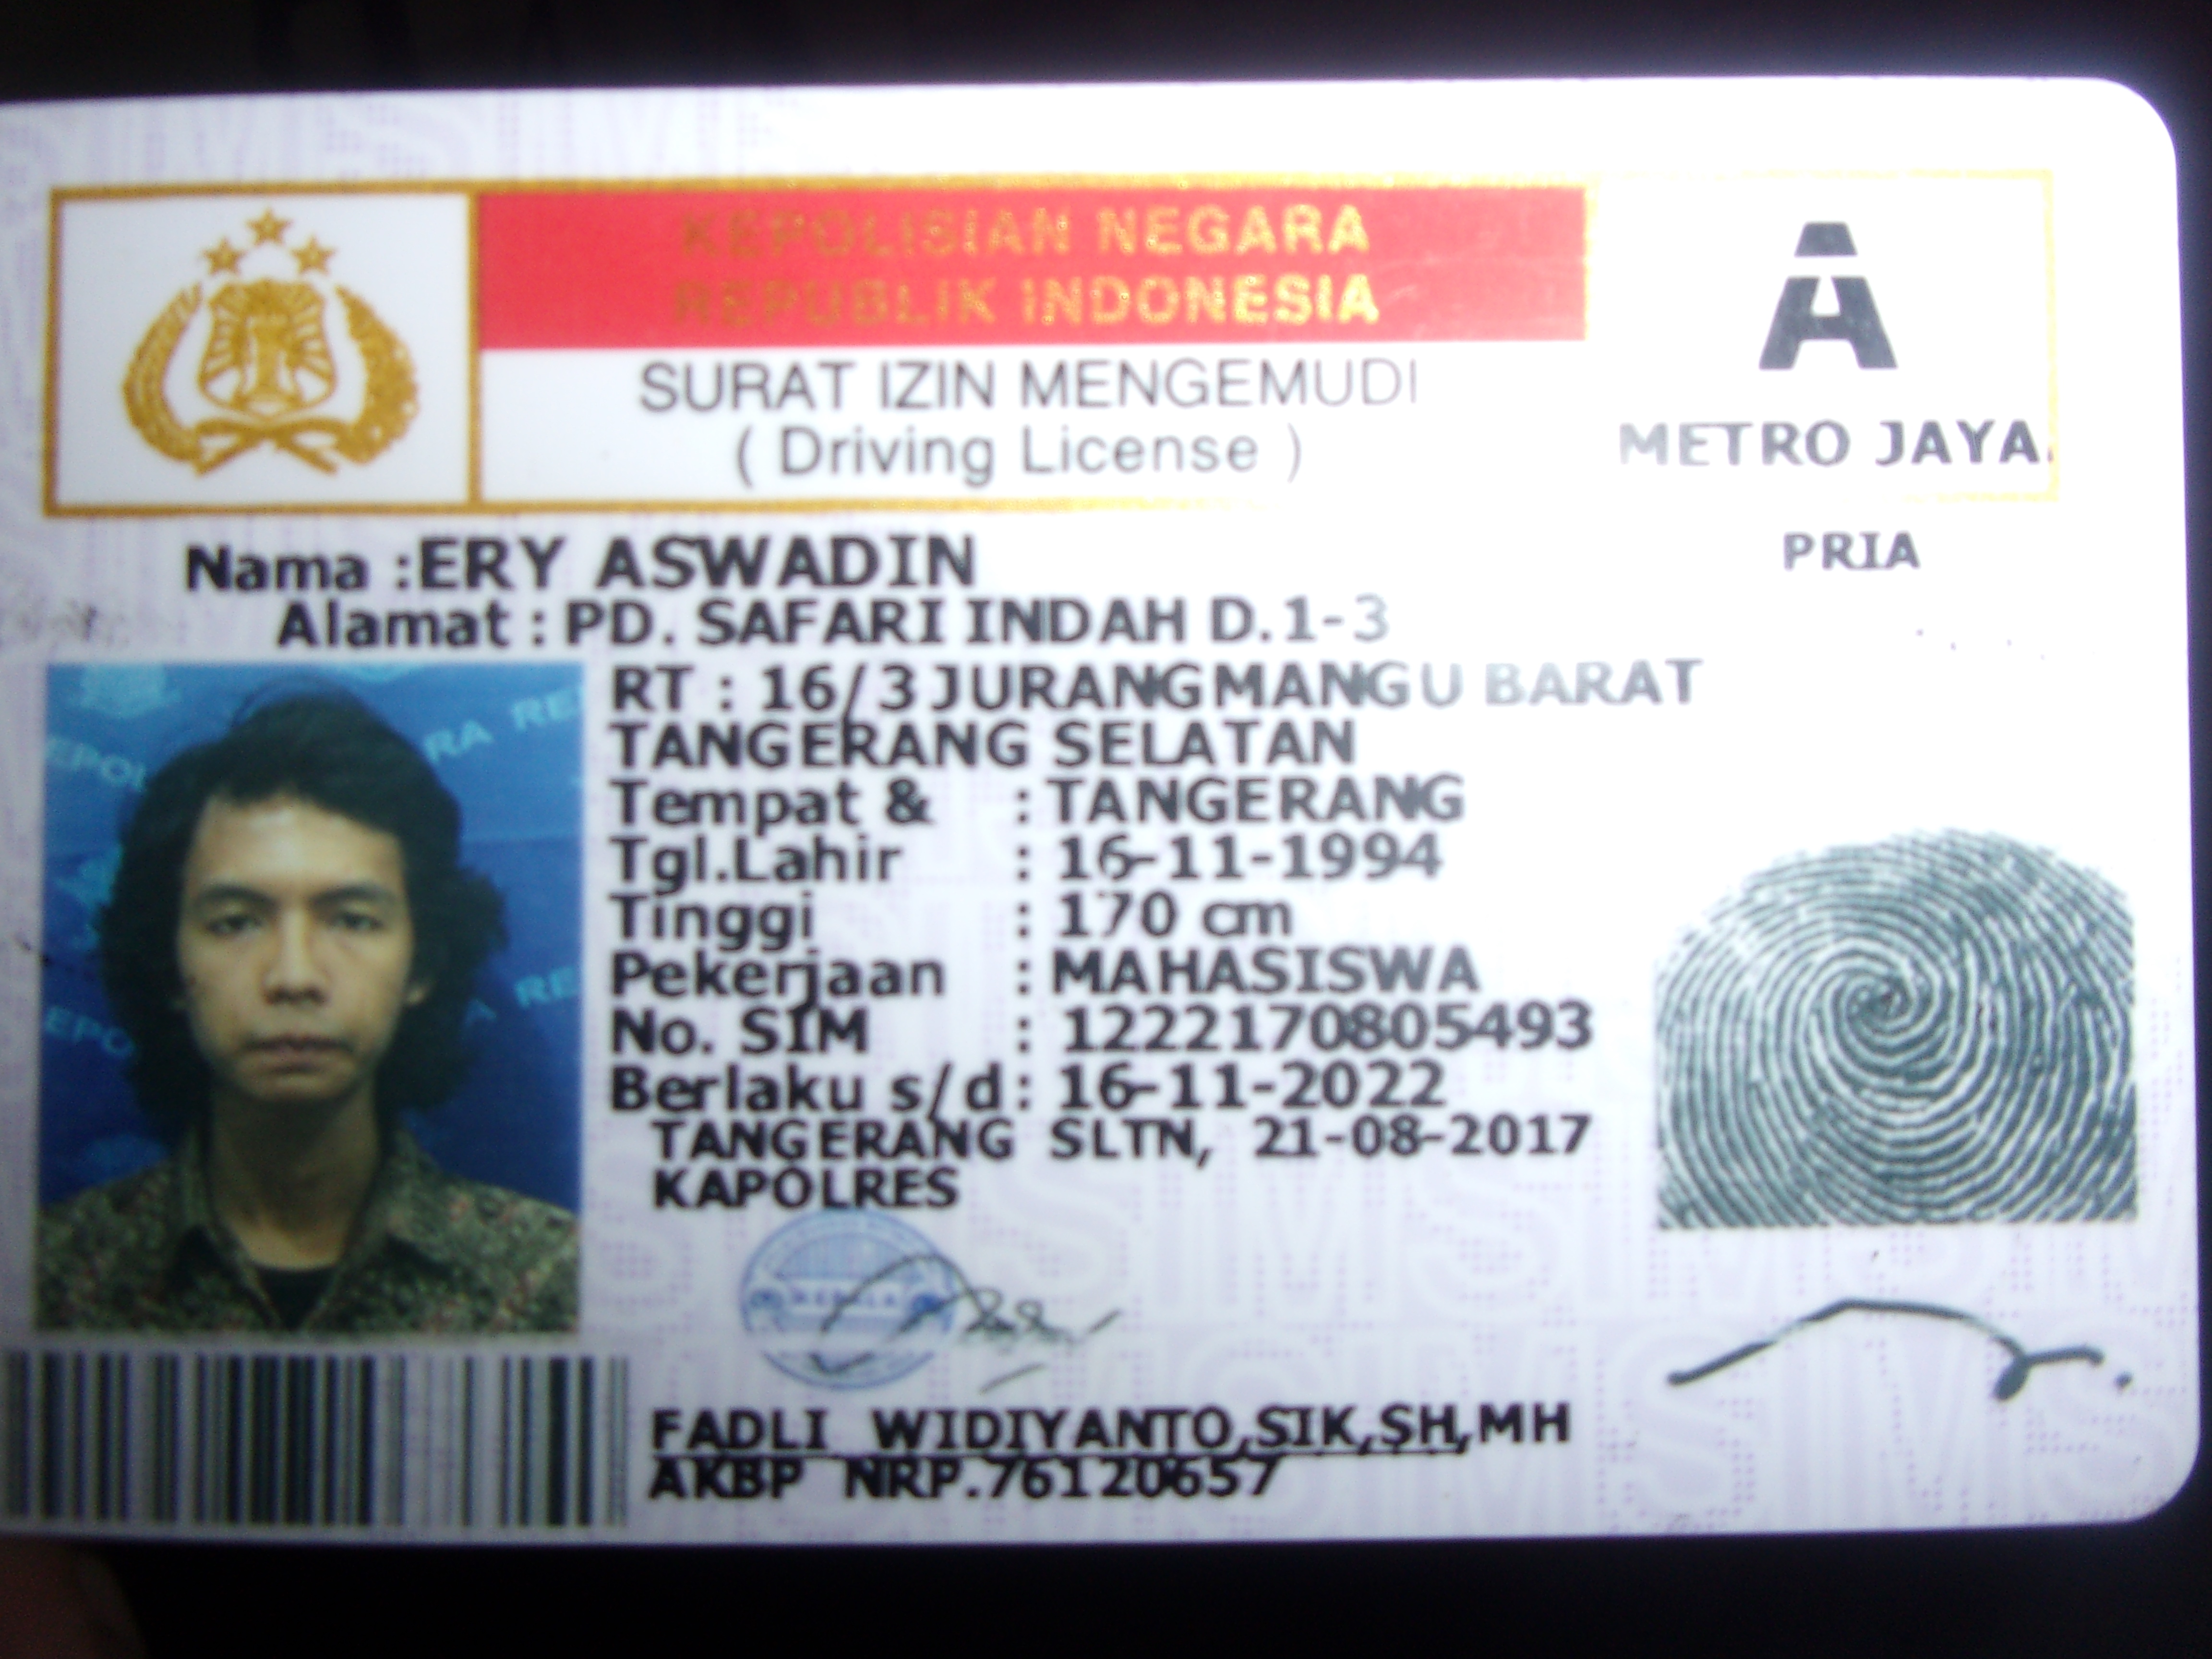 KEPOLISIAN NEGARA
REPUBLIK INDONESIA
SURAT IZIN MENGEMUDI
( Driving License )
A
METRO JAYA.
Nama :ERY ASWADIN
PRIA
Alamat : PD. SAFARI INDAH D.1-3
RT : 16/3 JURANGMANGU BARAT
TANGERANG SELATAN
Tempat & : TANGERANG
Tgl.Lahir : 16-11-1994
Tinggi : 170 cm
Pekerjaan : MAHASISWA
No. SIM : 1222170805493
Berlaku s/d : 16-11-2022
TANGERANG SLTN, 21-08-2017
KAPOLRES
FADLI WIDIYANTO,SIK,SH,MH
AKBP NRP.76120657